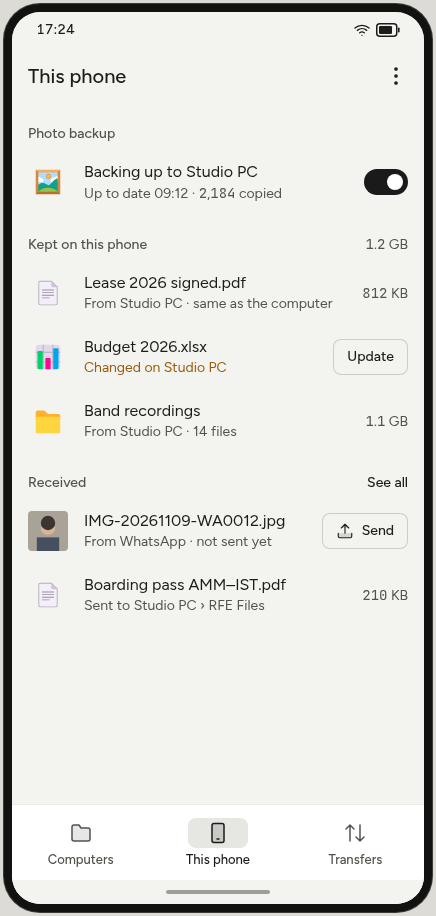 17:24
This phone
Photo backup
Backing up to Studio PC
Up to date 09:12 · 2,184 copied
Kept on this phone 1.2 GB
Lease 2026 signed.pdf
From Studio PC · same as the computer 812 KB
Budget 2026.xlsx
Changed on Studio PC Update
Band recordings
From Studio PC · 14 files 1.1 GB
Received See all
IMG-20261109-WA0012.jpg
From WhatsApp · not sent yet Send
Boarding pass AMM–IST.pdf
Sent to Studio PC › RFE Files 210 KB
Computers This phone Transfers